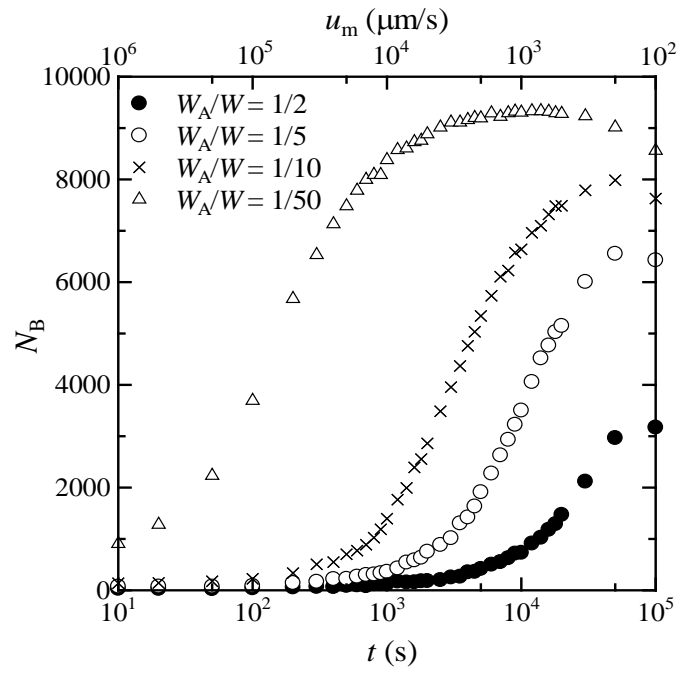 u_m (μm/s)
10^6 10^5 10^4 10^3 10^2
10000
8000
6000
4000
2000
0
N_B
W_A/W = 1/2
W_A/W = 1/5
W_A/W = 1/10
W_A/W = 1/50
10^1 10^2 10^3 10^4 10^5
t (s)